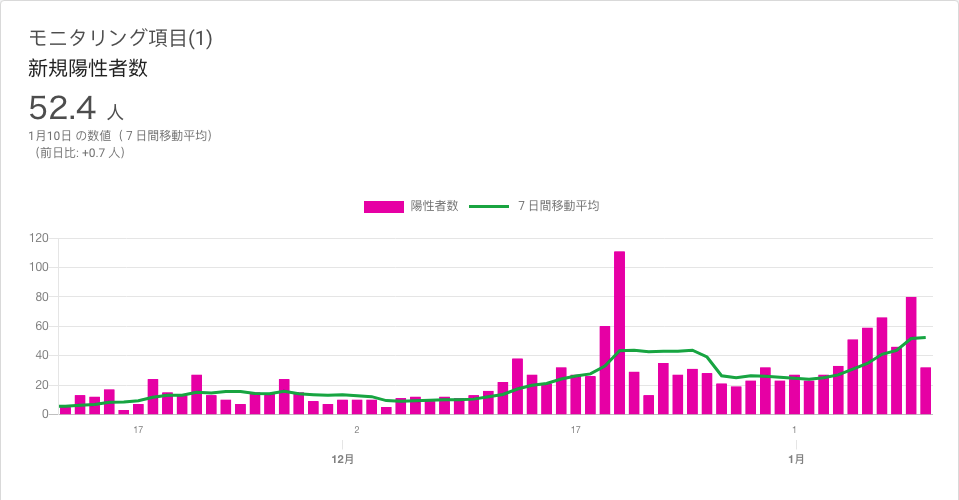 モニタリング項目(1)
新規陽性者数
52.4 人
1月10日 の数値（７日間移動平均）
（前日比: +0.7 人）
陽性者数 ７日間移動平均
120
100
80
60
40
20
0
17 2 17 1
12月 1月